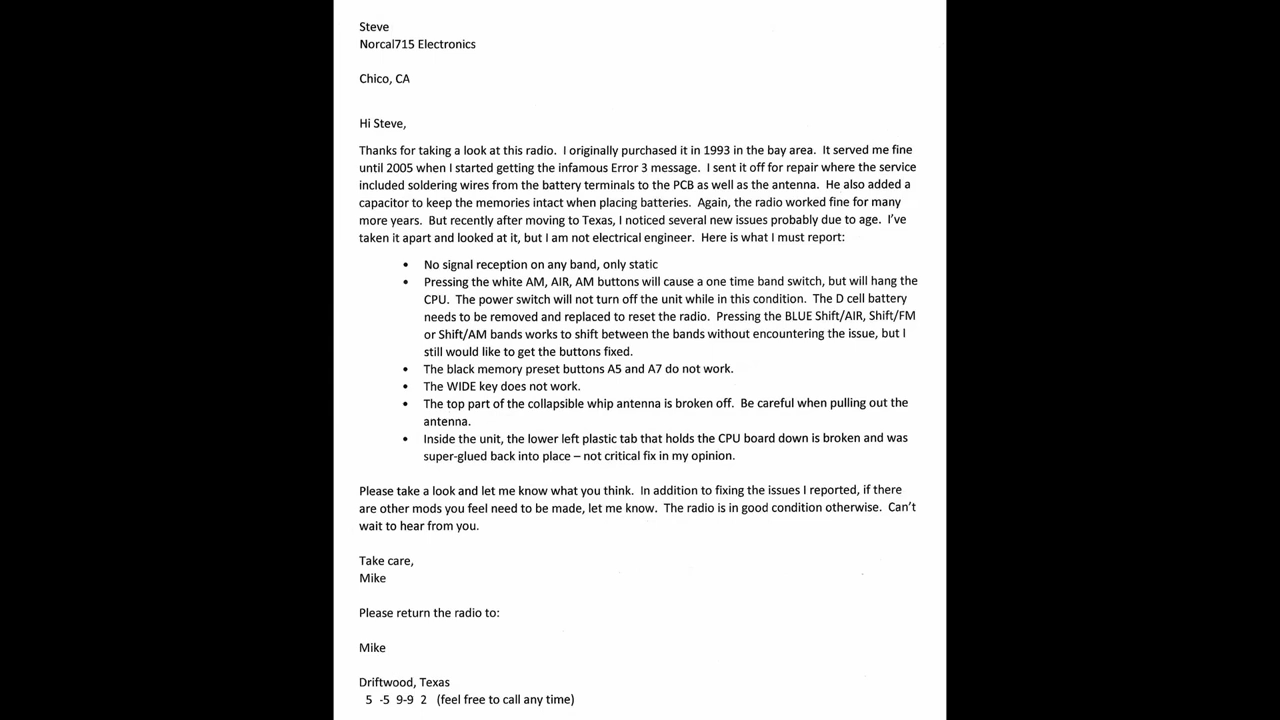 Steve
Norcal715 Electronics
Chico, CA
Hi Steve,
Thanks for taking a look at this radio. I originally purchased it in 1993 in the bay area. It served me fine
until 2005 when I started getting the infamous Error 3 message. I sent it off for repair where the service
included soldering wires from the battery terminals to the PCB as well as the antenna. He also added a
capacitor to keep the memories intact when placing batteries. Again, the radio worked fine for many
more years. But recently after moving to Texas, I noticed several new issues probably due to age. I've
taken it apart and looked at it, but I am not electrical engineer. Here is what I must report:
• No signal reception on any band, only static
• Pressing the white AM, AIR, AM buttons will cause a one time band switch, but will hang the
CPU. The power switch will not turn off the unit while in this condition. The D cell battery
needs to be removed and replaced to reset the radio. Pressing the BLUE Shift/AIR, Shift/FM
or Shift/AM bands works to shift between the bands without encountering the issue, but I
still would like to get the buttons fixed.
• The black memory preset buttons A5 and A7 do not work.
• The WIDE key does not work.
• The top part of the collapsible whip antenna is broken off. Be careful when pulling out the
antenna.
• Inside the unit, the lower left plastic tab that holds the CPU board down is broken and was
super-glued back into place – not critical fix in my opinion.
Please take a look and let me know what you think. In addition to fixing the issues I reported, if there
are other mods you feel need to be made, let me know. The radio is in good condition otherwise. Can't
wait to hear from you.
Take care,
Mike
Please return the radio to:
Mike
Driftwood, Texas
5 -5 9-9 2 (feel free to call any time)